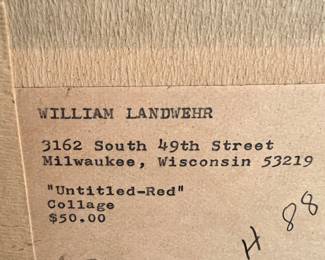 WILLIAM LANDWEHR
3162 South 49th Street
Milwaukee, Wisconsin 53219
"Untitled-Red"
Collage
$50.00
H 88